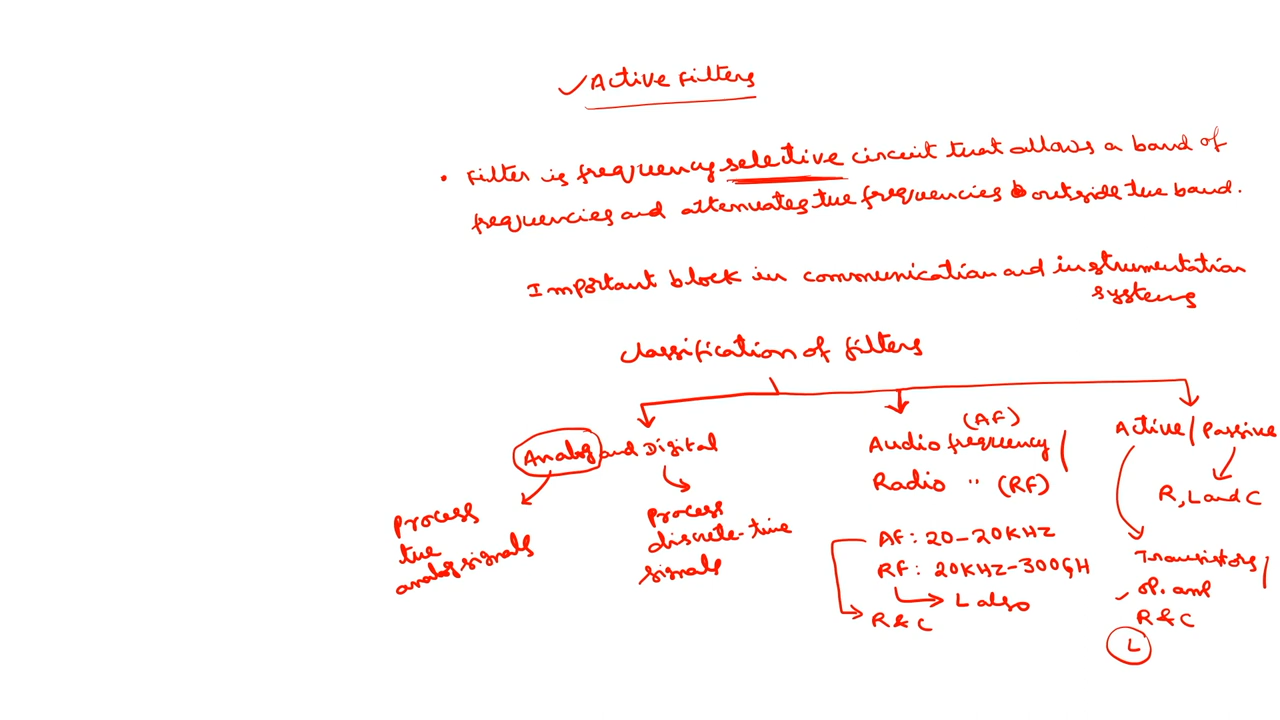 ✓ Active Filters
• Filter is frequency selective circuit that allows a band of
frequencies and attenuates the frequencies outside the band.
Important block in communication and instrumentation
systems
Classification of filters
Analog and Digital
Process
the
analog signals
Process
discrete-time
signals
(AF)
Audio frequency /
Radio " (RF)
AF: 20-20KHZ
RF: 20KHZ-300GH
L also
R & C
Active / Passive
R, L and C
Transistors /
OP. amp
R & C
L